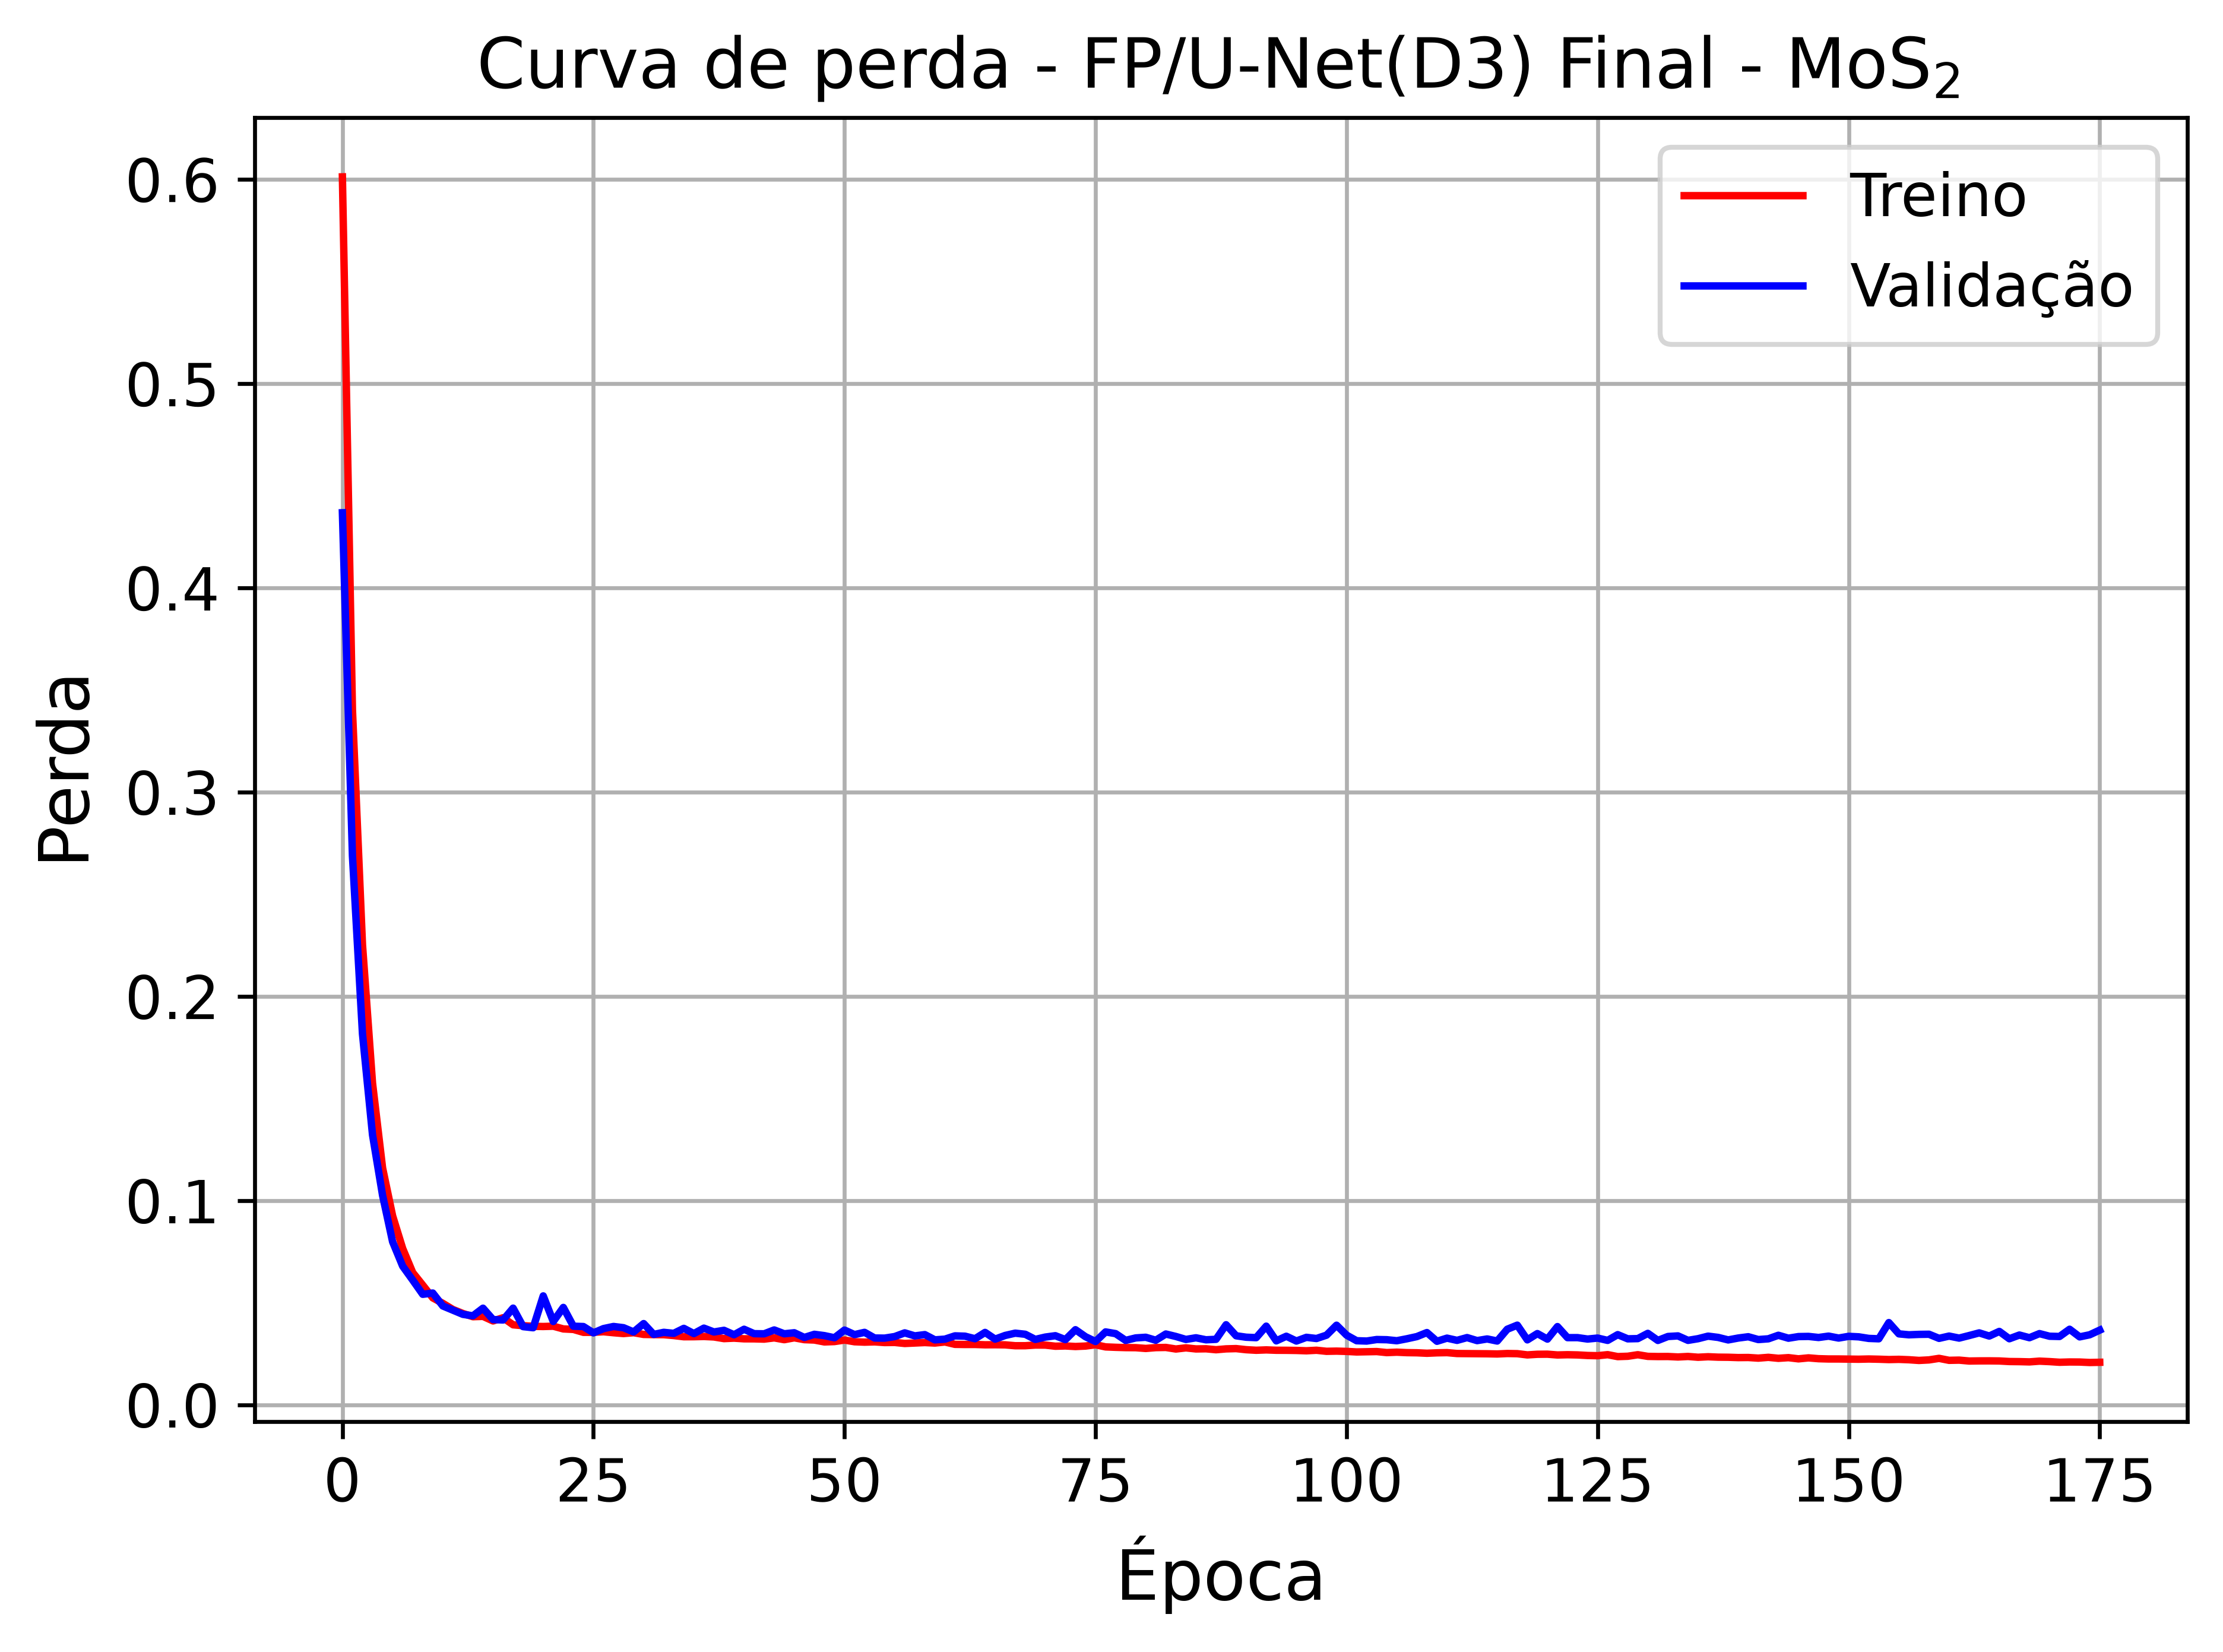 Curva de perda - FP/U-Net(D3) Final - MoS₂
Treino
Validação
0.6
0.5
0.4
0.3
0.2
0.1
0.0
Perda
0 25 50 75 100 125 150 175
Época